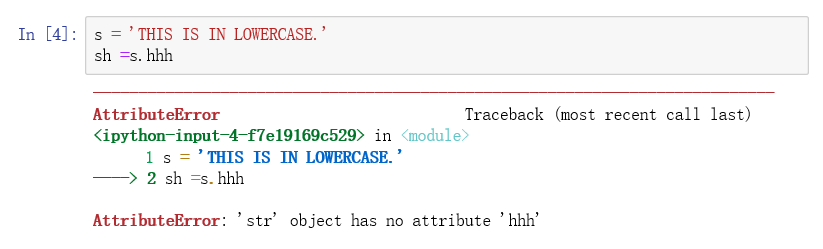 In [4]: s = 'THIS IS IN LOWERCASE.'
sh =s.hhh
---------------------------------------------------------------------------
AttributeError Traceback (most recent call last)
<ipython-input-4-f7e19169c529> in <module>
1 s = 'THIS IS IN LOWERCASE.'
----> 2 sh =s.hhh
AttributeError: 'str' object has no attribute 'hhh'